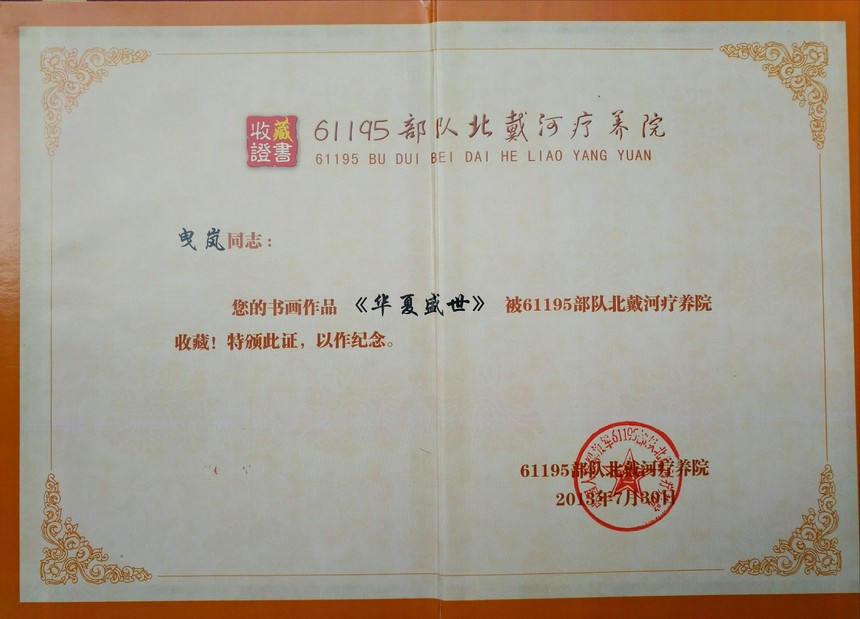 收藏
證書
61195部队北戴河疗养院
61195 BU DUI BEI DAI HE LIAO YANG YUAN
曳岚同志：
您的书画作品《华夏盛世》被61195部队北戴河疗养院
收藏！特颁此证，以作纪念。
61195部队北戴河疗养院
2013年7月30日